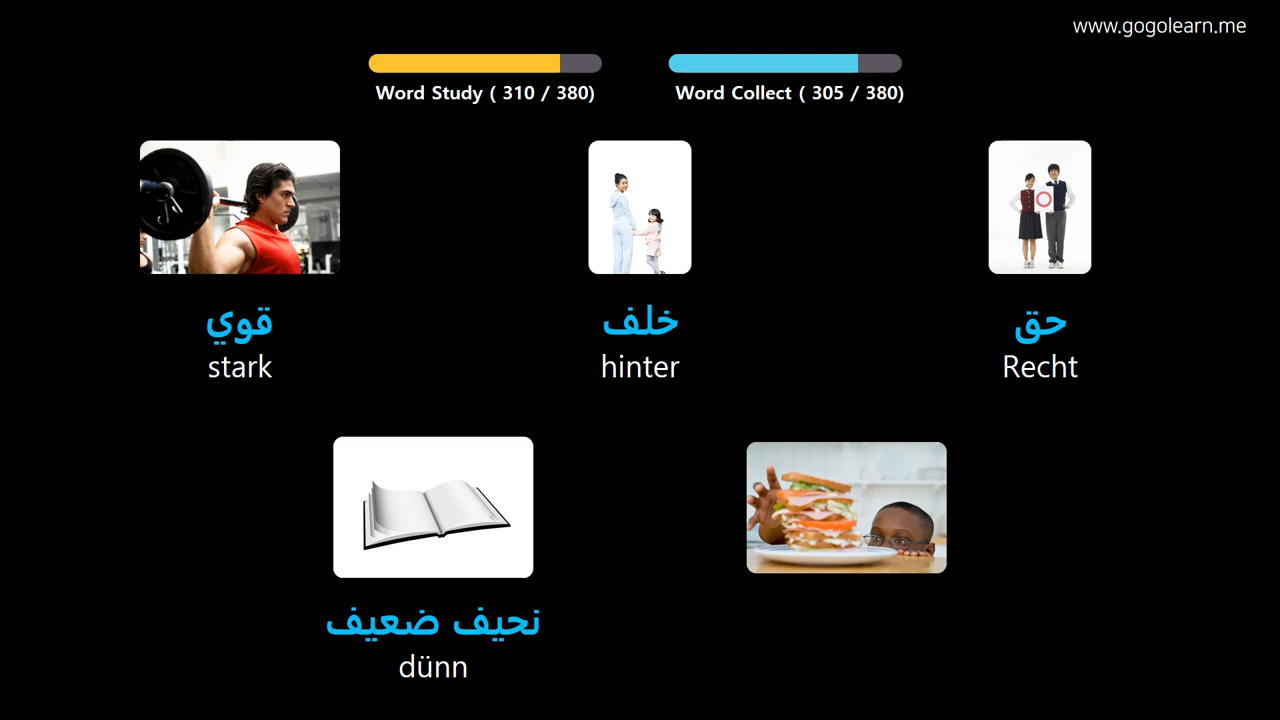 www.gogolearn.me
Word Study ( 310 / 380)
Word Collect ( 305 / 380)
قوي
stark
خلف
hinter
حق
Recht
نحيف ضعيف
dünn